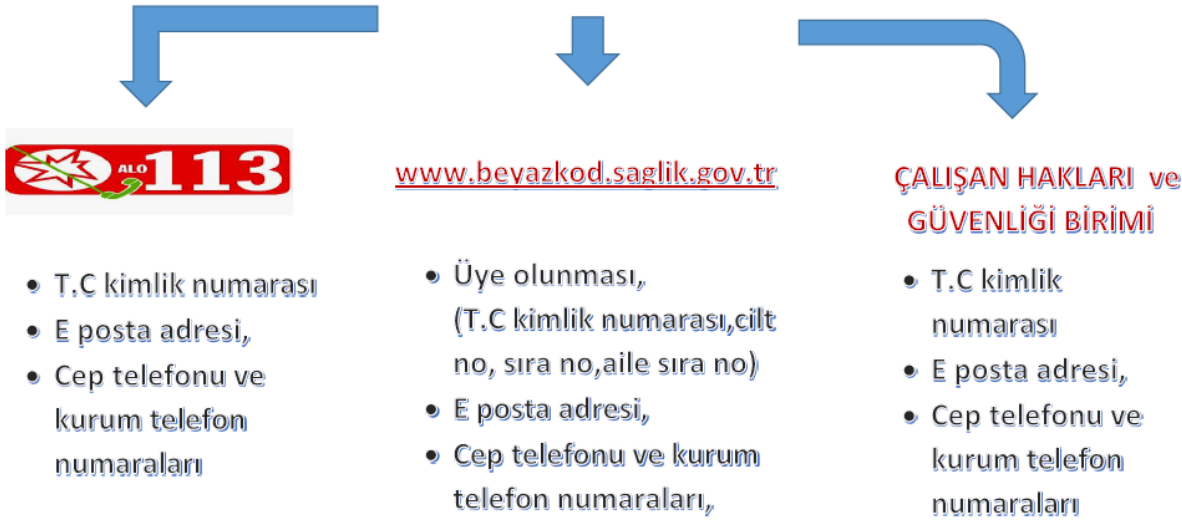 ALO 113
www.beyazkod.saglik.gov.tr
ÇALIŞAN HAKLARI ve
GÜVENLİĞİ BİRİMİ
• T.C kimlik numarası
• E posta adresi,
• Cep telefonu ve
kurum telefon
numaraları
• Üye olunması,
(T.C kimlik numarası,cilt
no, sıra no,aile sıra no)
• E posta adresi,
• Cep telefonu ve kurum
telefon numaraları,
• T.C kimlik
numarası
• E posta adresi,
• Cep telefonu ve
kurum telefon
numaraları